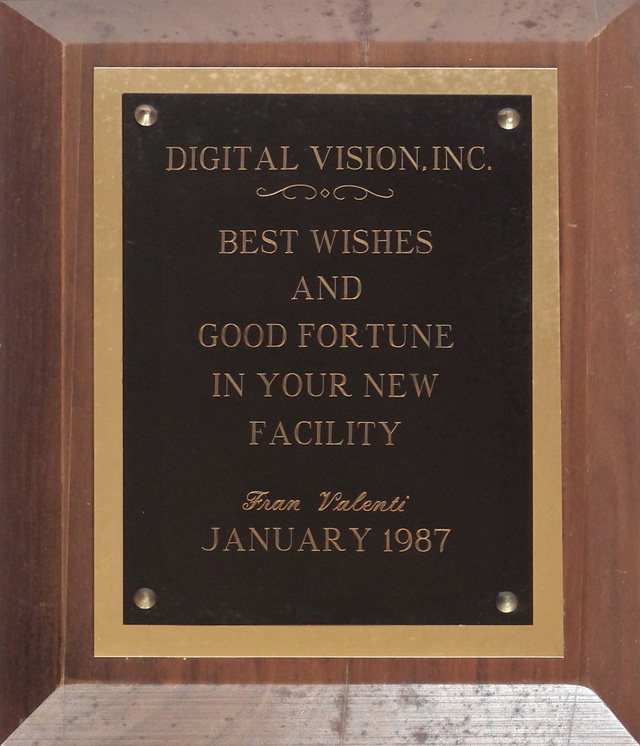 DIGITAL VISION, INC.
BEST WISHES
AND
GOOD FORTUNE
IN YOUR NEW
FACILITY
Fran Valenti
JANUARY 1987